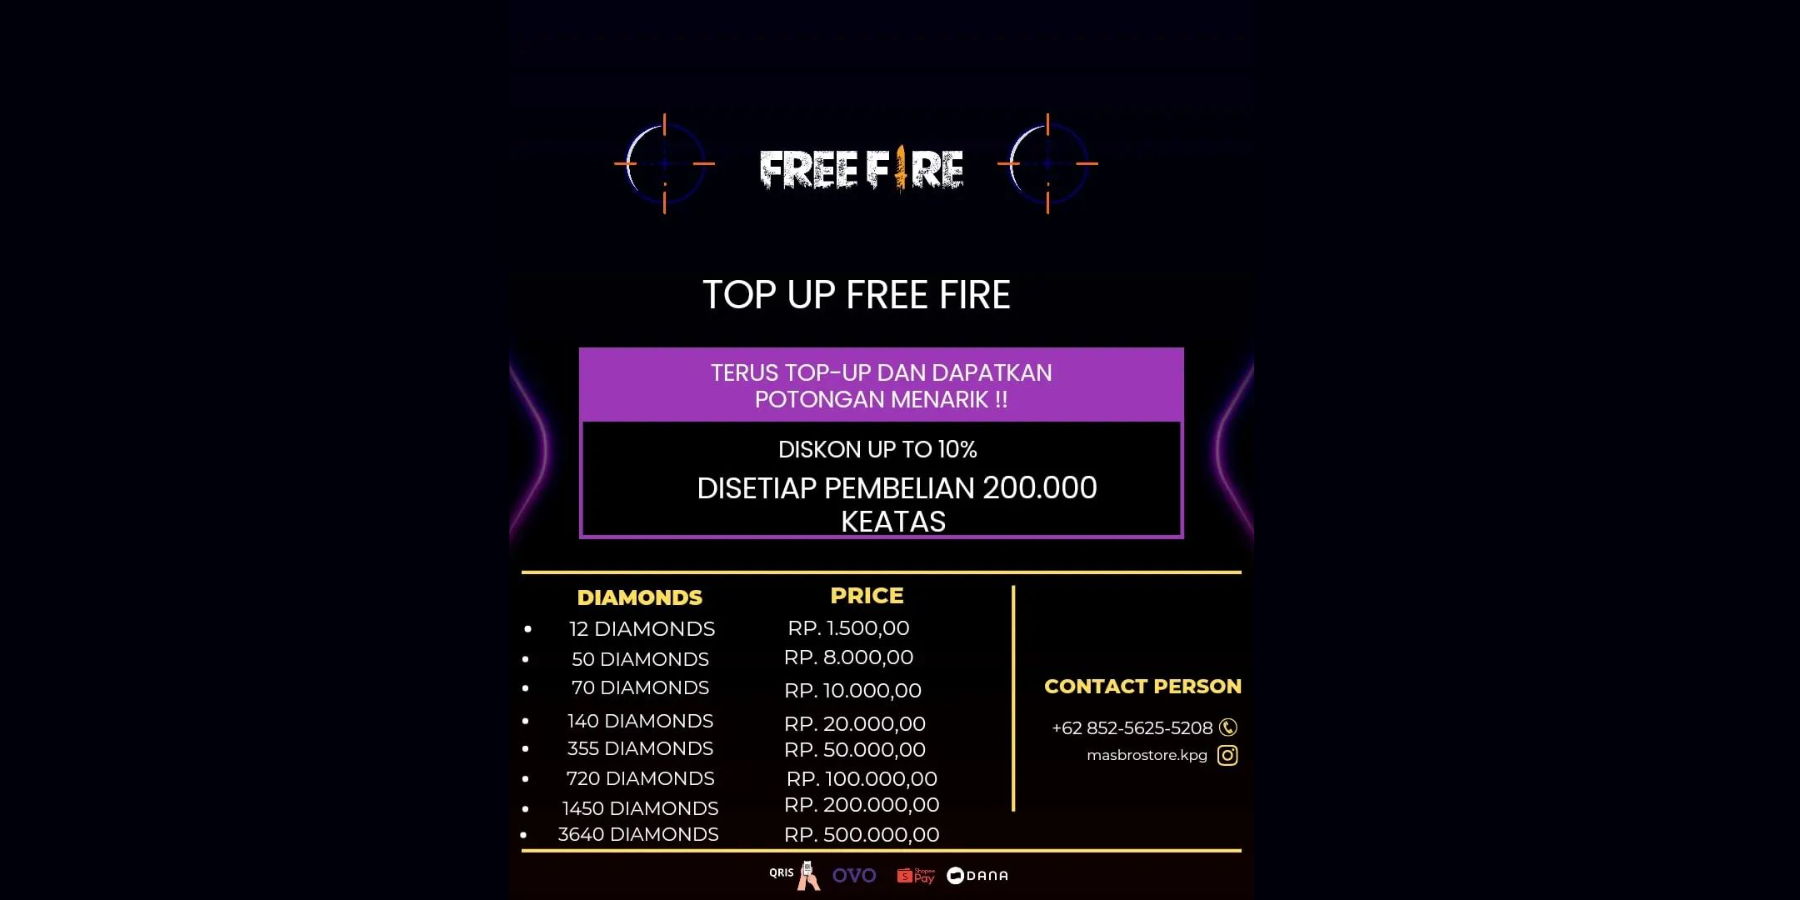 FREE FIRE
TOP UP FREE FIRE
TERUS TOP-UP DAN DAPATKAN
POTONGAN MENARIK !!
DISKON UP TO 10%
DISETIAP PEMBELIAN 200.000
KEATAS
DIAMONDS PRICE
• 12 DIAMONDS RP. 1.500,00
• 50 DIAMONDS RP. 8.000,00
• 70 DIAMONDS RP. 10.000,00
• 140 DIAMONDS RP. 20.000,00
• 355 DIAMONDS RP. 50.000,00
• 720 DIAMONDS RP. 100.000,00
• 1450 DIAMONDS RP. 200.000,00
• 3640 DIAMONDS RP. 500.000,00
CONTACT PERSON
+62 852-5625-5208
masbrostore.kpg
QRIS OVO Shopee Pay DANA